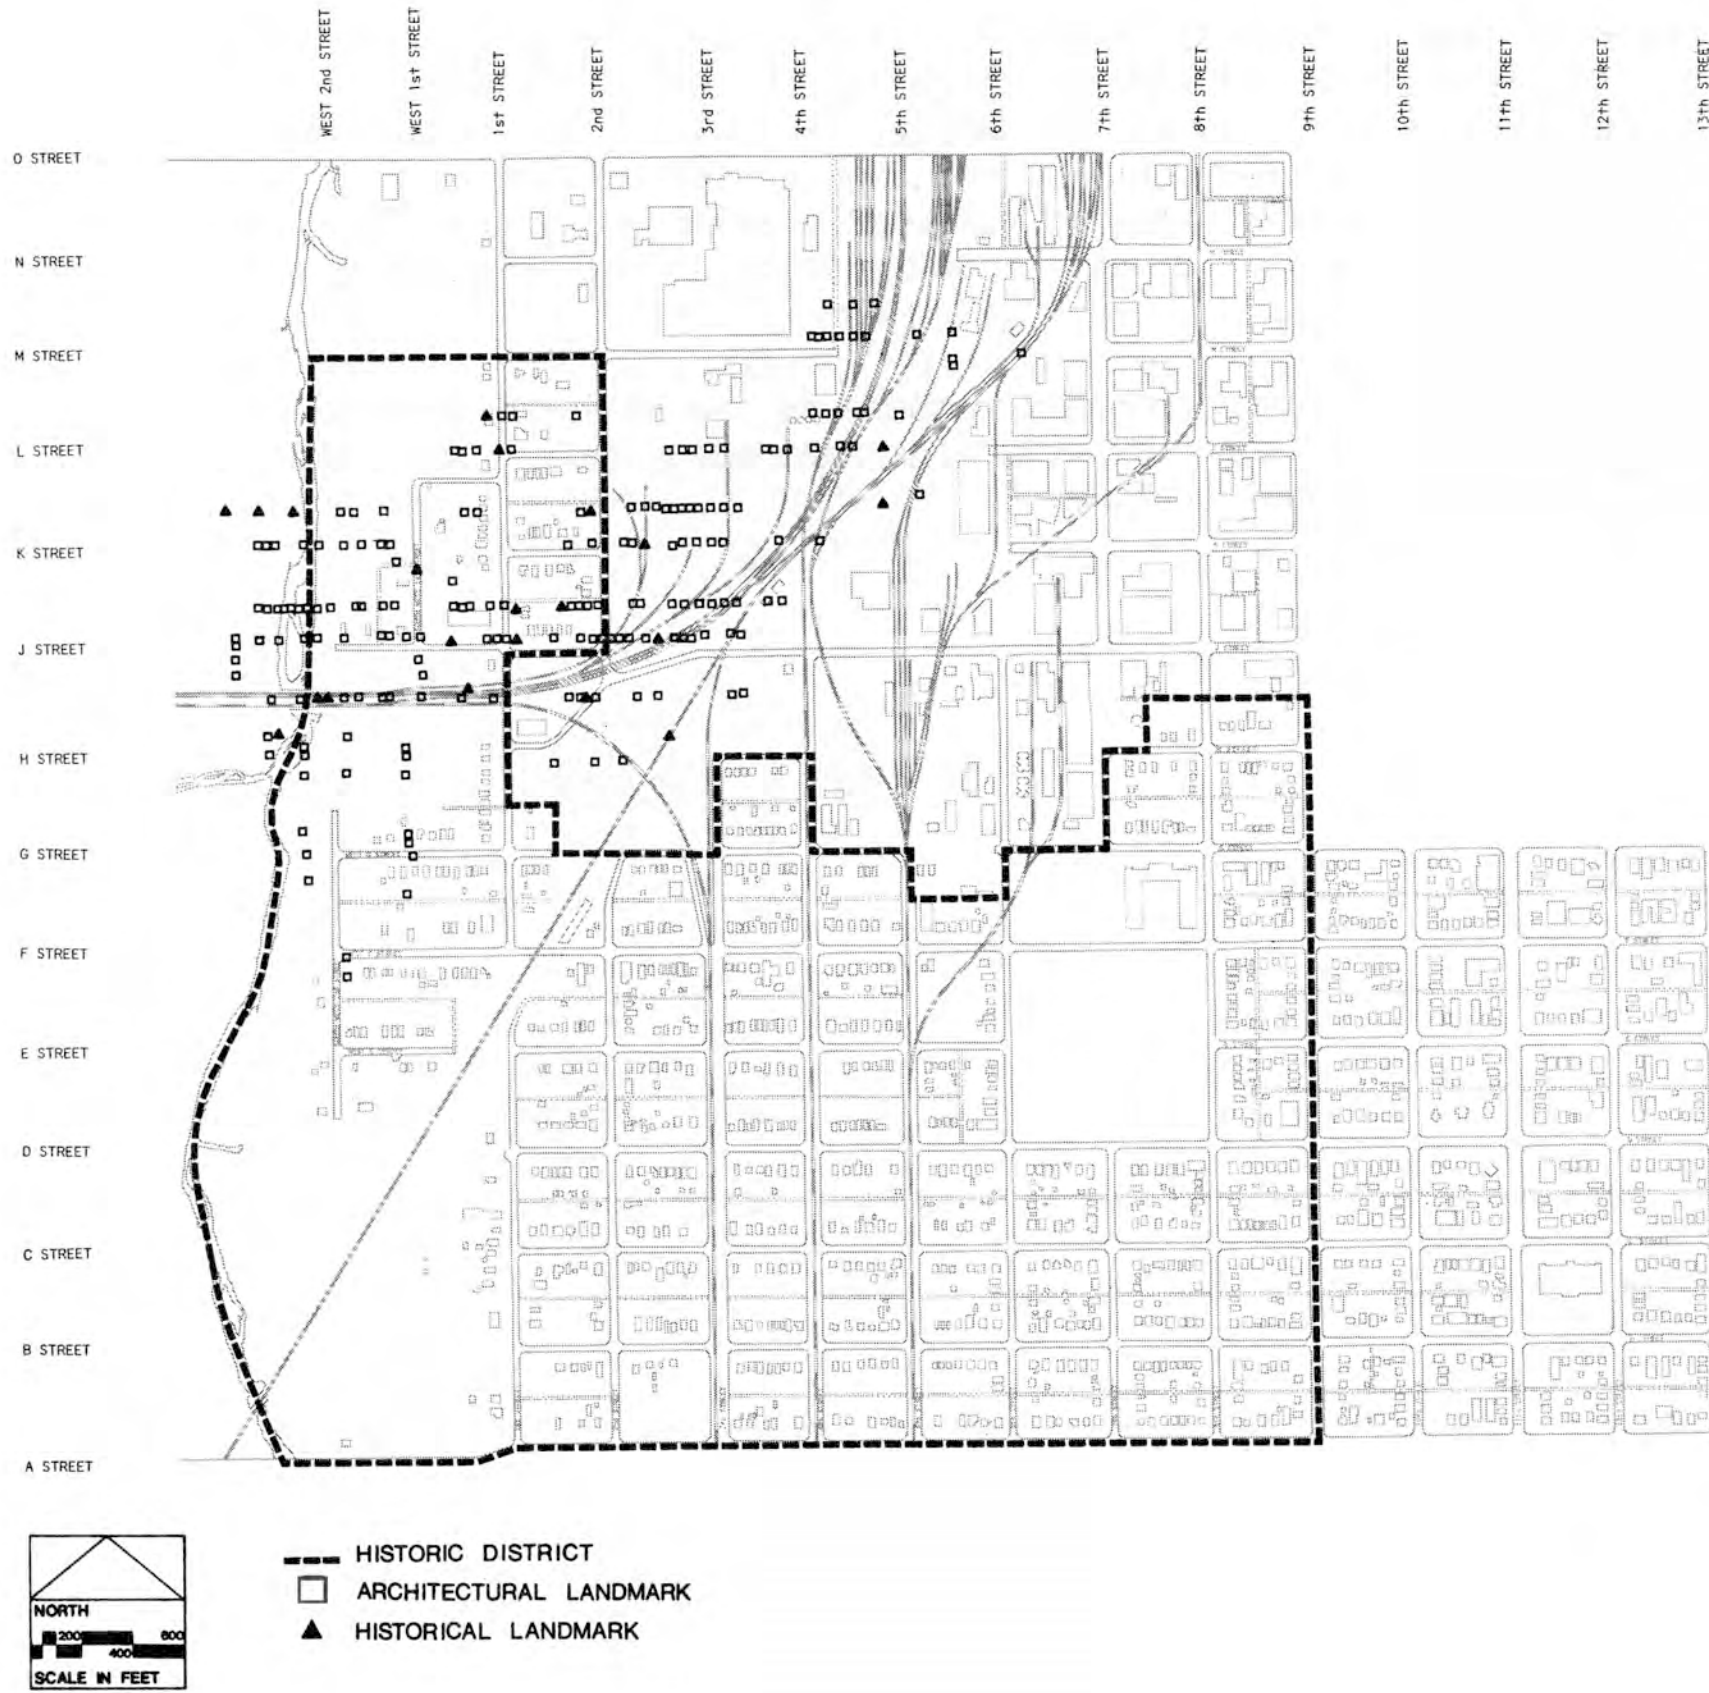 WEST 2nd STREET
WEST 1st STREET
1st STREET
2nd STREET
3rd STREET
4th STREET
5th STREET
6th STREET
7th STREET
8th STREET
9th STREET
10th STREET
11th STREET
12th STREET
13th STREET
O STREET
N STREET
M STREET
L STREET
K STREET
J STREET
H STREET
G STREET
F STREET
E STREET
D STREET
C STREET
B STREET
A STREET
NORTH
200 600
400
SCALE IN FEET
HISTORIC DISTRICT
ARCHITECTURAL LANDMARK
HISTORICAL LANDMARK